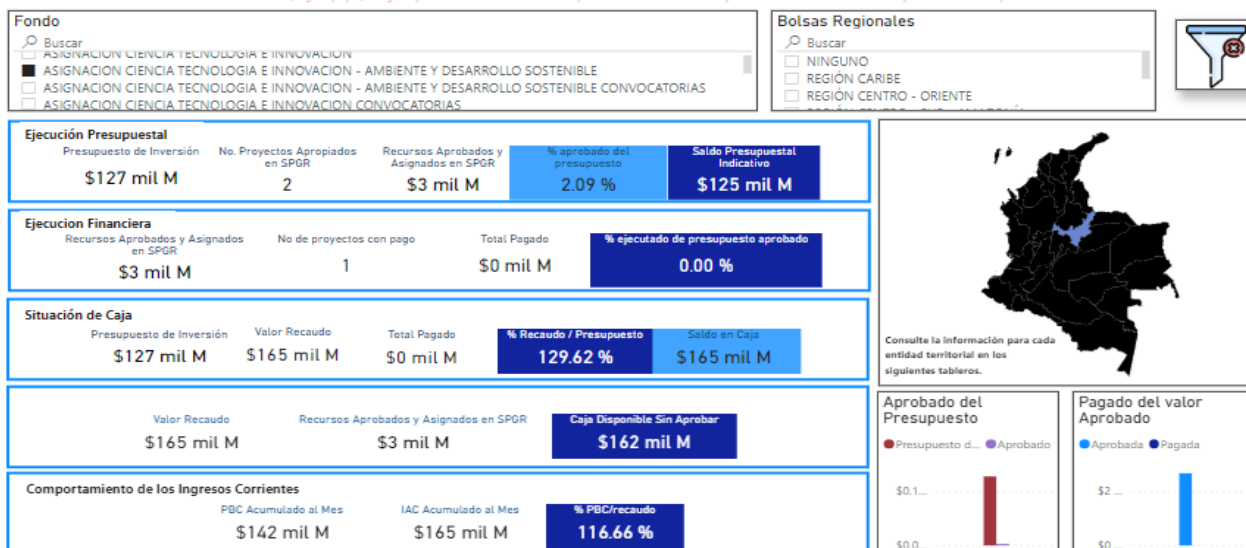 Fondo
Buscar
ASIGNACION CIENCIA TECNOLOGIA E INNOVACION
ASIGNACION CIENCIA TECNOLOGIA E INNOVACION - AMBIENTE Y DESARROLLO SOSTENIBLE
ASIGNACION CIENCIA TECNOLOGIA E INNOVACION - AMBIENTE Y DESARROLLO SOSTENIBLE CONVOCATORIAS
ASIGNACION CIENCIA TECNOLOGIA E INNOVACION CONVOCATORIAS
Bolsas Regionales
Buscar
NINGUNO
REGIÓN CARIBE
REGIÓN CENTRO - ORIENTE
Ejecución Presupuestal
Presupuesto de Inversión
$127 mil M
No. Proyectos Apropiados
en SPGR
2
Recursos Aprobados y
Asignados en SPGR
$3 mil M
% aprobado del
presupuesto
2.09 %
Saldo Presupuestal
Indicativo
$125 mil M
Ejecucion Financiera
Recursos Aprobados y Asignados
en SPGR
$3 mil M
No de proyectos con pago
1
Total Pagado
$0 mil M
% ejecutado de presupuesto aprobado
0.00 %
Situación de Caja
Presupuesto de Inversión
$127 mil M
Valor Recaudo
$165 mil M
Total Pagado
$0 mil M
% Recaudo / Presupuesto
129.62 %
Saldo en Caja
$165 mil M
Valor Recaudo
$165 mil M
Recursos Aprobados y Asignados en SPGR
$3 mil M
Caja Disponible Sin Aprobar
$162 mil M
Comportamiento de los Ingresos Corrientes
PBC Acumulado al Mes
$142 mil M
IAC Acumulado al Mes
$165 mil M
% PBC/recaudo
116.66 %
Consulte la información para cada
entidad territorial en los
siguientes tableros.
Aprobado del
Presupuesto
Presupuesto d... Aprobado
$0.1...
$0.0...
Pagado del valor
Aprobado
Aprobada Pagada
$2 ...
$0 ...